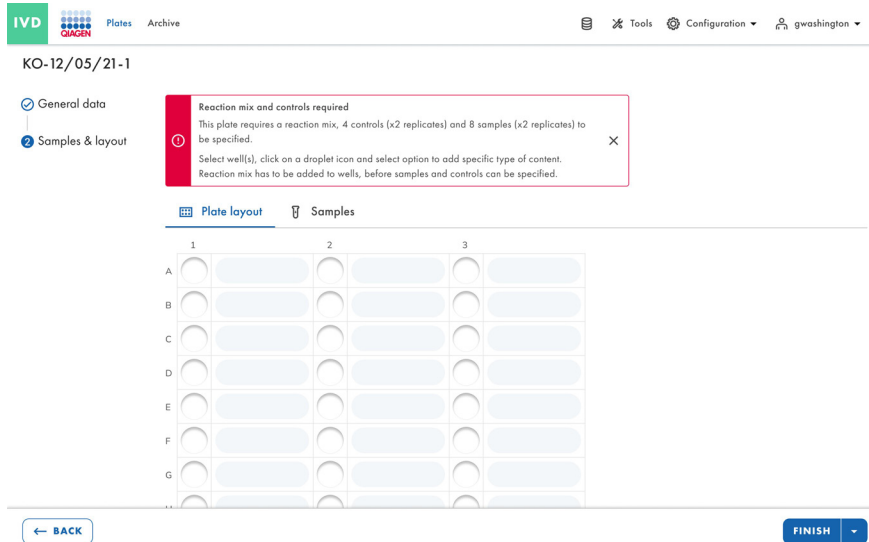 IVD
QIAGEN
Plates
Archive
Tools
Configuration
gwashington
KO-12/05/21-1
General data
2 Samples & layout
Reaction mix and controls required
This plate requires a reaction mix, 4 controls (x2 replicates) and 8 samples (x2 replicates) to
be specified.
Select well(s), click on a droplet icon and select option to add specific type of content.
Reaction mix has to be added to wells, before samples and controls can be specified.
Plate layout
Samples
1 2 3
A
B
C
D
E
F
G
BACK
FINISH